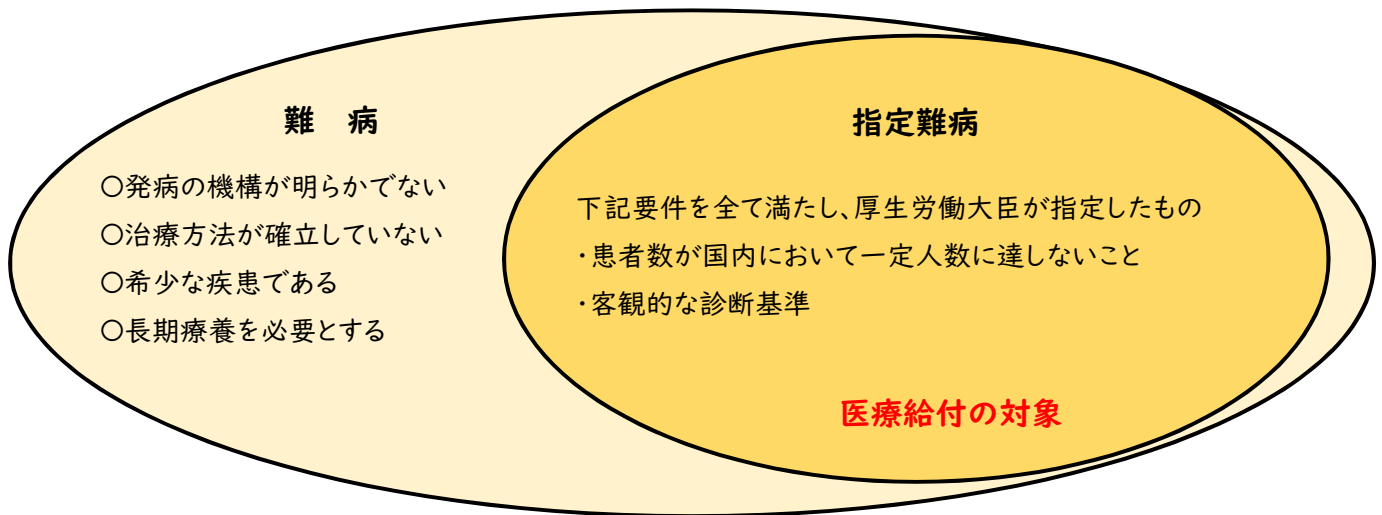 難　病
〇発病の機構が明らかでない
〇治療方法が確立していない
〇希少な疾患である
〇長期療養を必要とする
指定難病
下記要件を全て満たし、厚生労働大臣が指定したもの
・患者数が国内において一定人数に達しないこと
・客観的な診断基準
医療給付の対象